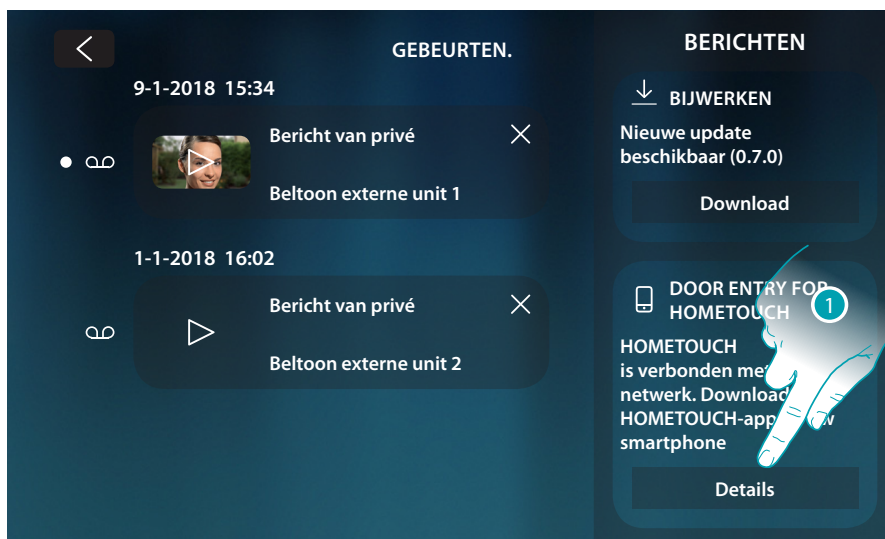 GEBEURTEN.
9-1-2018 15:34
Bericht van privé
Beltoon externe unit 1
1-1-2018 16:02
Bericht van privé
Beltoon externe unit 2
BERICHTEN
BIJWERKEN
Nieuwe update
beschikbaar (0.7.0)
Download
DOOR ENTRY FOR
HOMETOUCH
1
HOMETOUCH
is verbonden me
netwerk. Download
HOMETOUCH-app
smartphone
Details